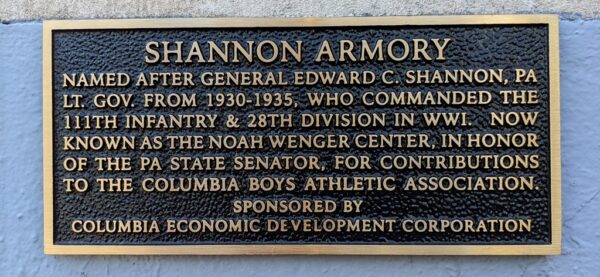 SHANNON ARMORY
NAMED AFTER GENERAL EDWARD C. SHANNON, PA
LT. GOV. FROM 1930-1935, WHO COMMANDED THE
111TH INFANTRY & 28TH DIVISION IN WWI. NOW
KNOWN AS THE NOAH WENGER CENTER, IN HONOR
OF THE PA STATE SENATOR, FOR CONTRIBUTIONS
TO THE COLUMBIA BOYS ATHLETIC ASSOCIATION.
SPONSORED BY
COLUMBIA ECONOMIC DEVELOPMENT CORPORATION